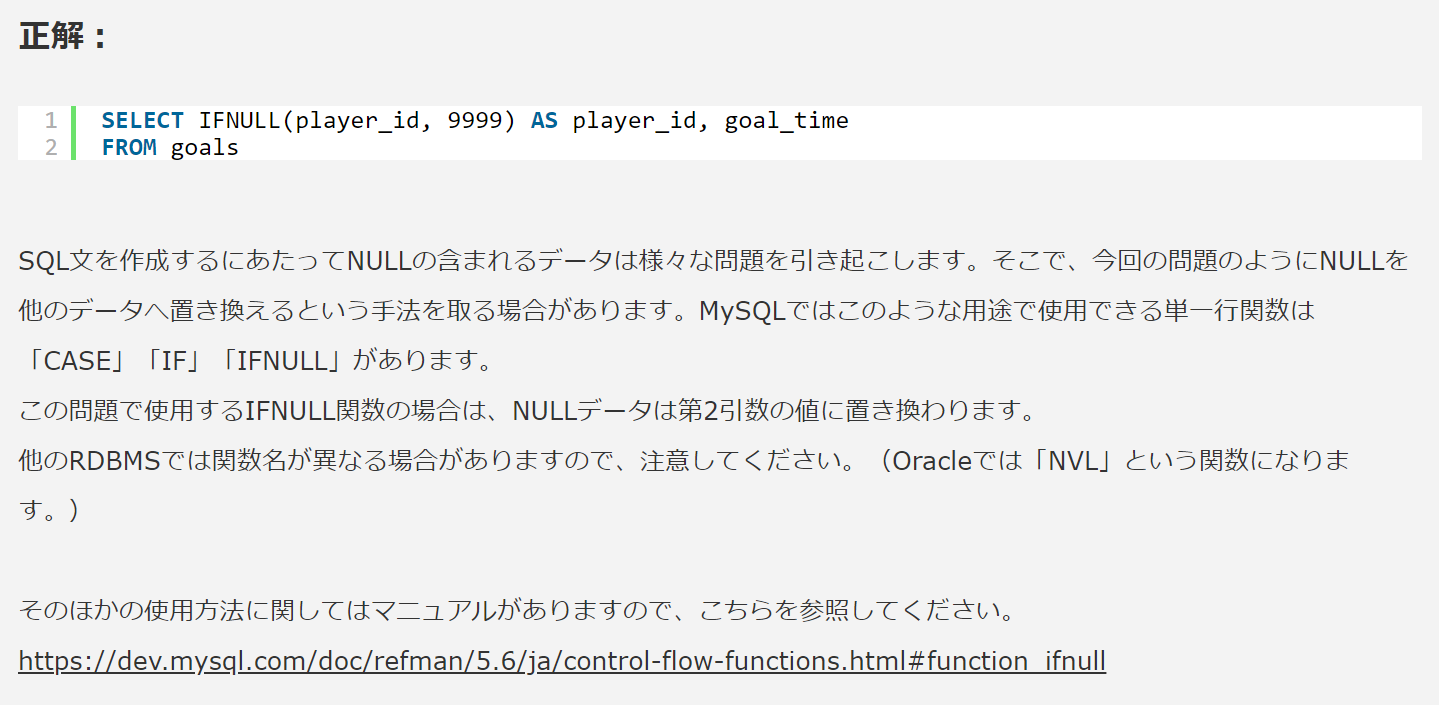 正解：
1 SELECT IFNULL(player_id, 9999) AS player_id, goal_time
2 FROM goals
SQL文を作成するにあたってNULLの含まれるデータは様々な問題を引き起こします。そこで、今回の問題のようにNULLを
他のデータへ置き換えるという手法を取る場合があります。MySQLではこのような用途で使用できる単一行関数は
「CASE」「IF」「IFNULL」があります。
この問題で使用するIFNULL関数の場合は、NULLデータは第2引数の値に置き換わります。
他のRDBMSでは関数名が異なる場合がありますので、注意してください。（Oracleでは「NVL」という関数になりま
す。）
そのほかの使用方法に関してはマニュアルがありますので、こちらを参照してください。
https://dev.mysql.com/doc/refman/5.6/ja/control-flow-functions.html#function_ifnull